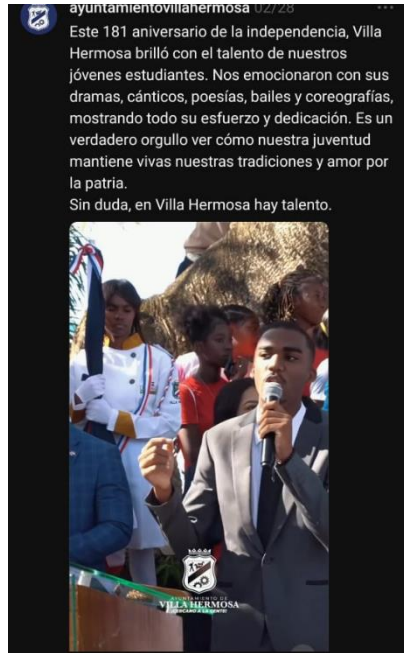 ayuntamientovillahermosa 02/28
Este 181 aniversario de la independencia, Villa
Hermosa brilló con el talento de nuestros
jóvenes estudiantes. Nos emocionaron con sus
dramas, cánticos, poesías, bailes y coreografías,
mostrando todo su esfuerzo y dedicación. Es un
verdadero orgullo ver cómo nuestra juventud
mantiene vivas nuestras tradiciones y amor por
la patria.
Sin duda, en Villa Hermosa hay talento.
AYUNTAMIENTO DE
VILLA HERMOSA